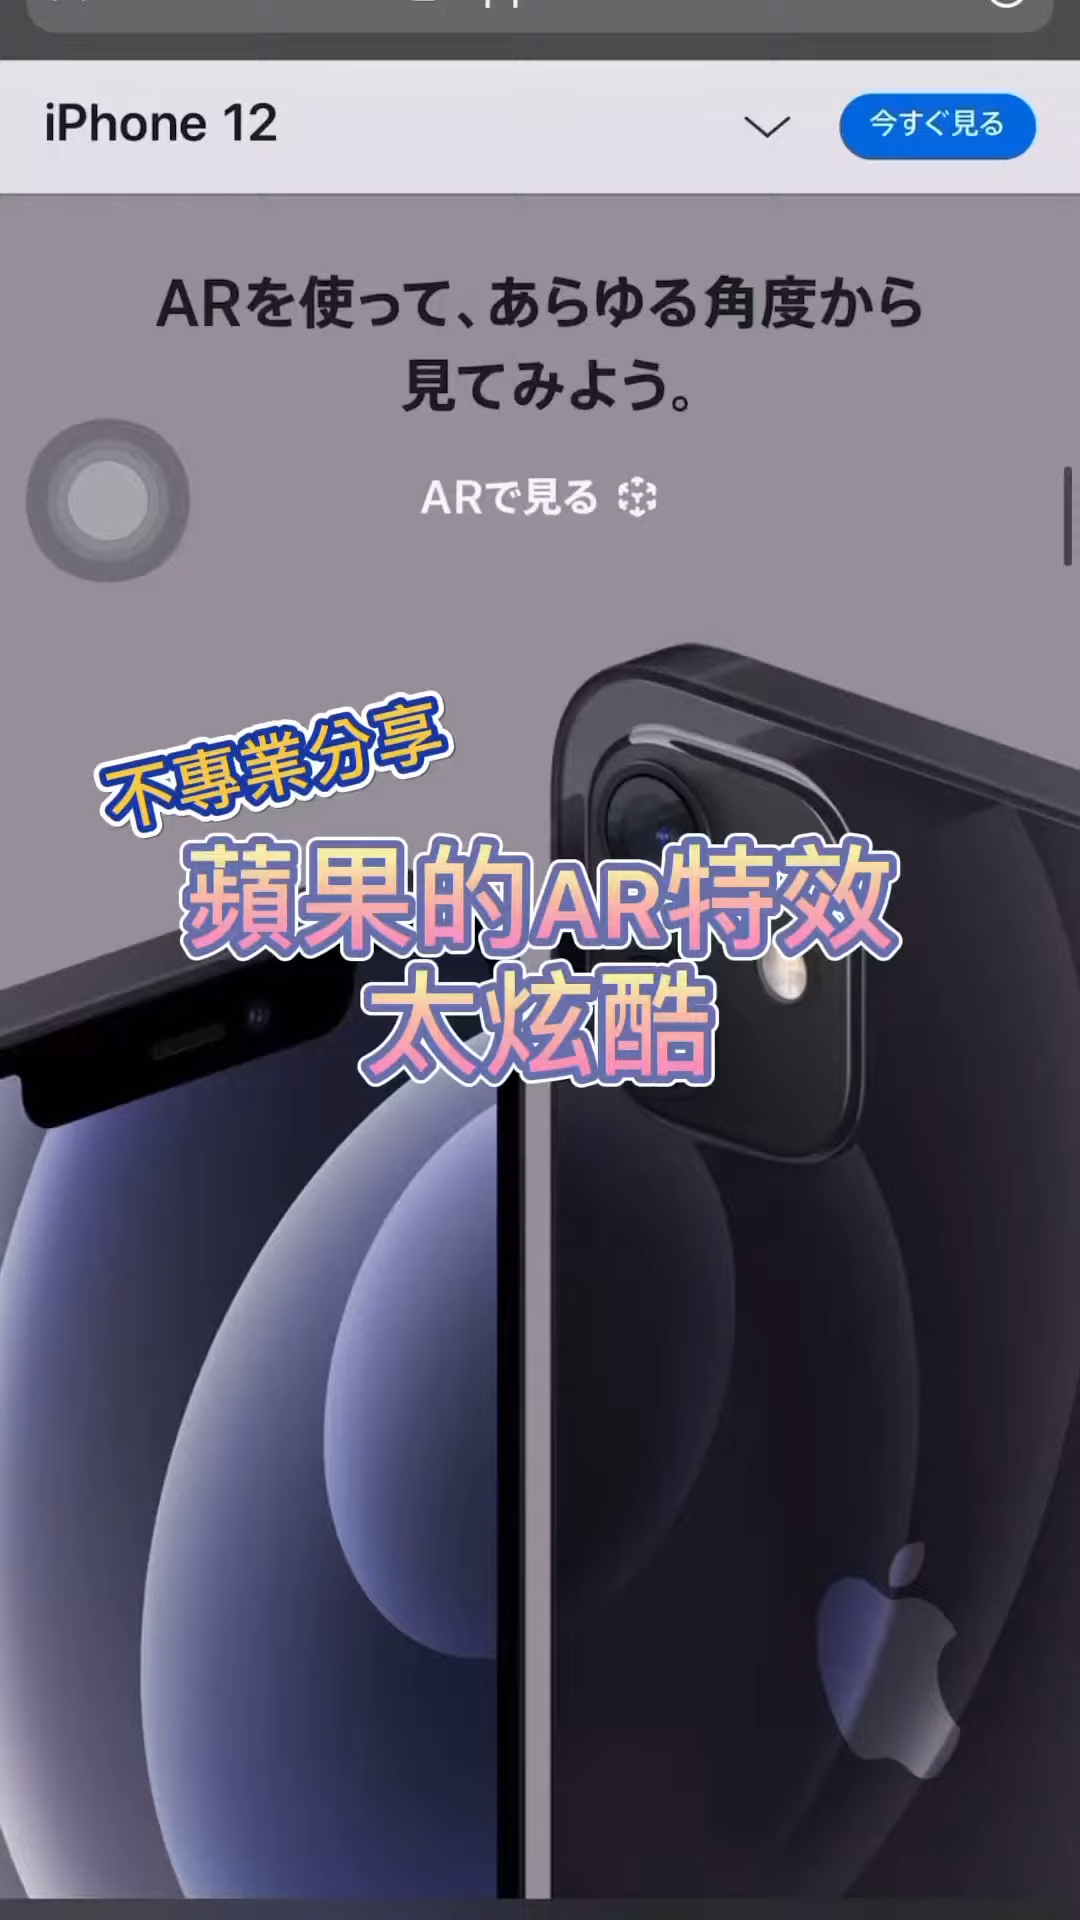 iPhone 12
今すぐ見る
ARを使って、あらゆる角度から
見てみよう。
ARで見る
不專業分享
蘋果的AR特效
太炫酷